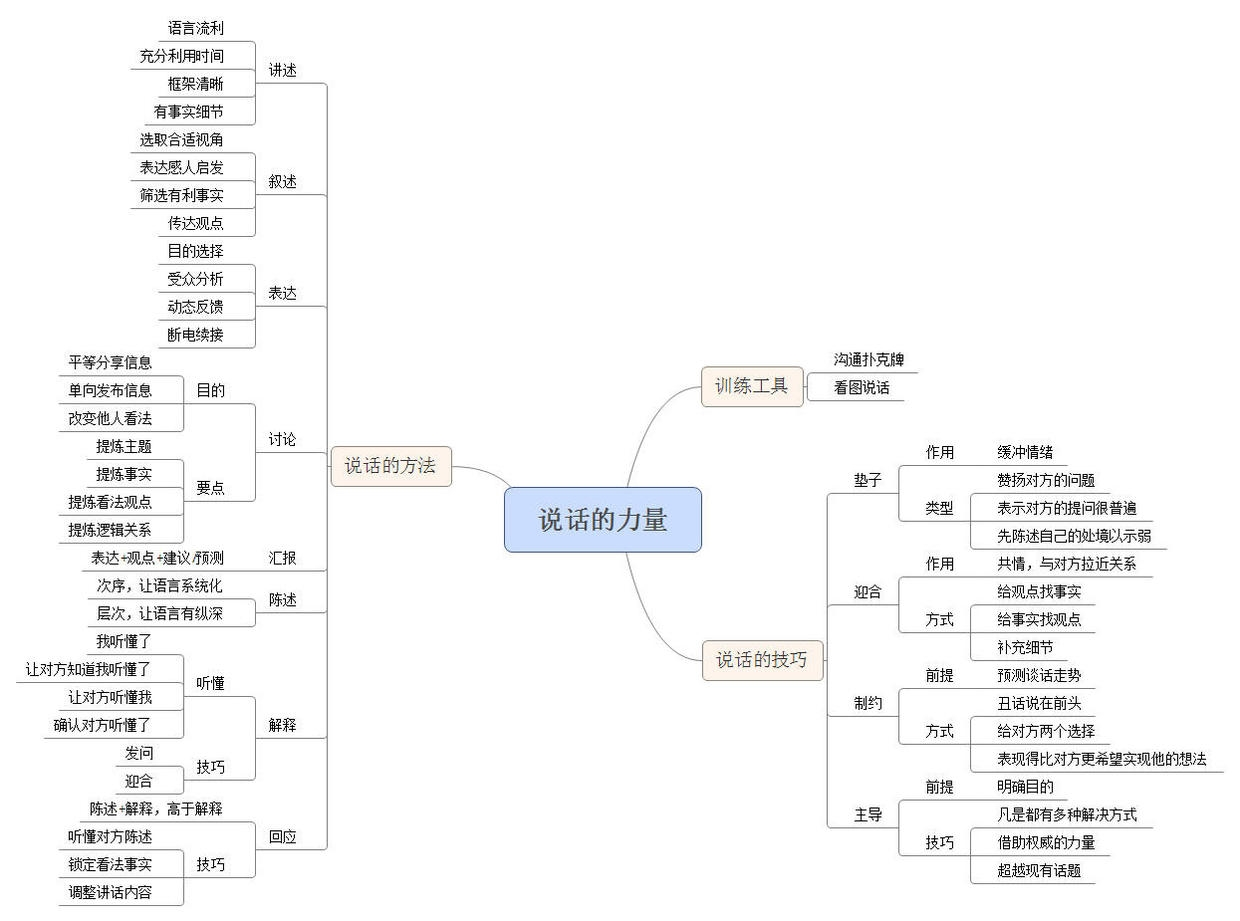 说话的力量
说话的方法
讲述
语言流利
充分利用时间
框架清晰
有事实细节
叙述
选取合适视角
表达感人启发
筛选有利事实
传达观点
表达
目的选择
受众分析
动态反馈
断电续接
讨论
目的
平等分享信息
单向发布信息
改变他人看法
要点
提炼主题
提炼事实
提炼看法观点
提炼逻辑关系
汇报
表达+观点+建议/预测
陈述
次序，让语言系统化
层次，让语言有纵深
解释
听懂
我听懂了
让对方知道我听懂了
让对方听懂我
确认对方听懂了
技巧
发问
迎合
回应
陈述+解释，高于解释
技巧
听懂对方陈述
锁定看法事实
调整讲话内容
训练工具
沟通扑克牌
看图说话
说话的技巧
垫子
作用
缓冲情绪
类型
赞扬对方的问题
表示对方的提问很普遍
先陈述自己的处境以示弱
迎合
作用
共情，与对方拉近关系
方式
给观点找事实
给事实找观点
补充细节
制约
前提
预测谈话走势
方式
丑话说在前头
给对方两个选择
表现得比对方更希望实现他的想法
主导
前提
明确目的
技巧
凡是都有多种解决方式
借助权威的力量
超越现有话题